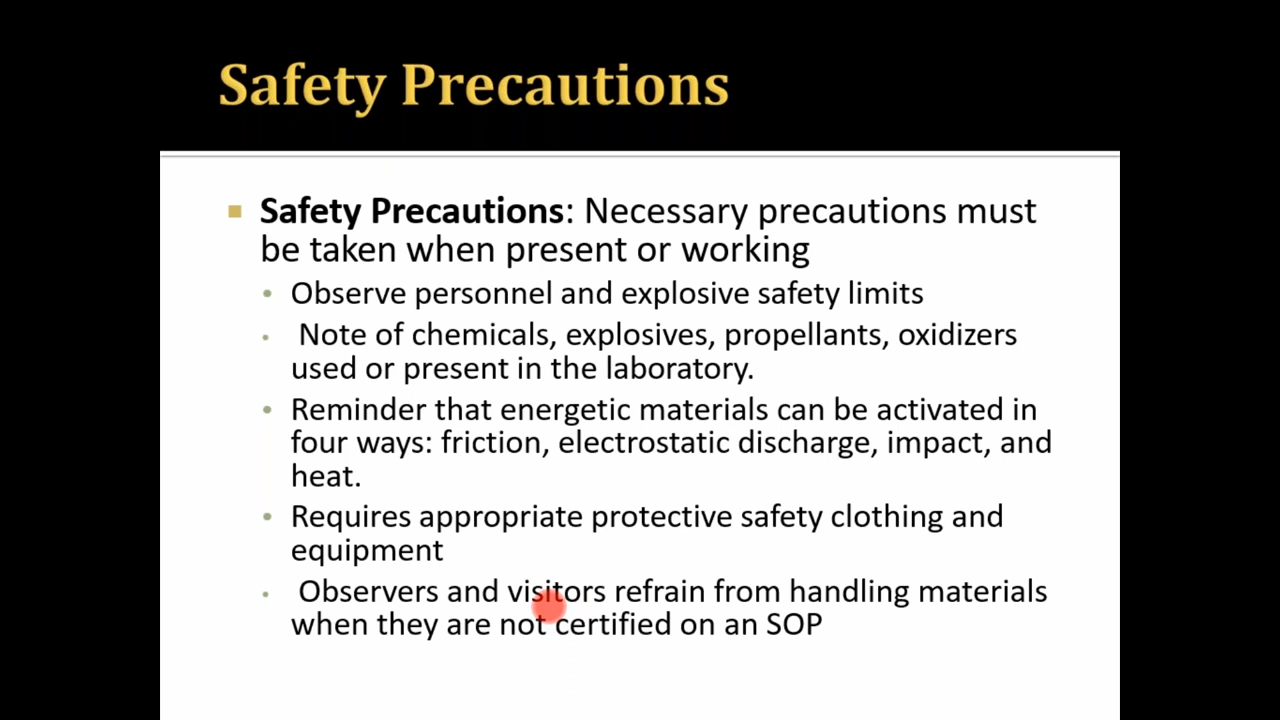 Safety Precautions
Safety Precautions: Necessary precautions must
be taken when present or working
Observe personnel and explosive safety limits
Note of chemicals, explosives, propellants, oxidizers
used or present in the laboratory.
Reminder that energetic materials can be activated in
four ways: friction, electrostatic discharge, impact, and
heat.
Requires appropriate protective safety clothing and
equipment
Observers and visitors refrain from handling materials
when they are not certified on an SOP